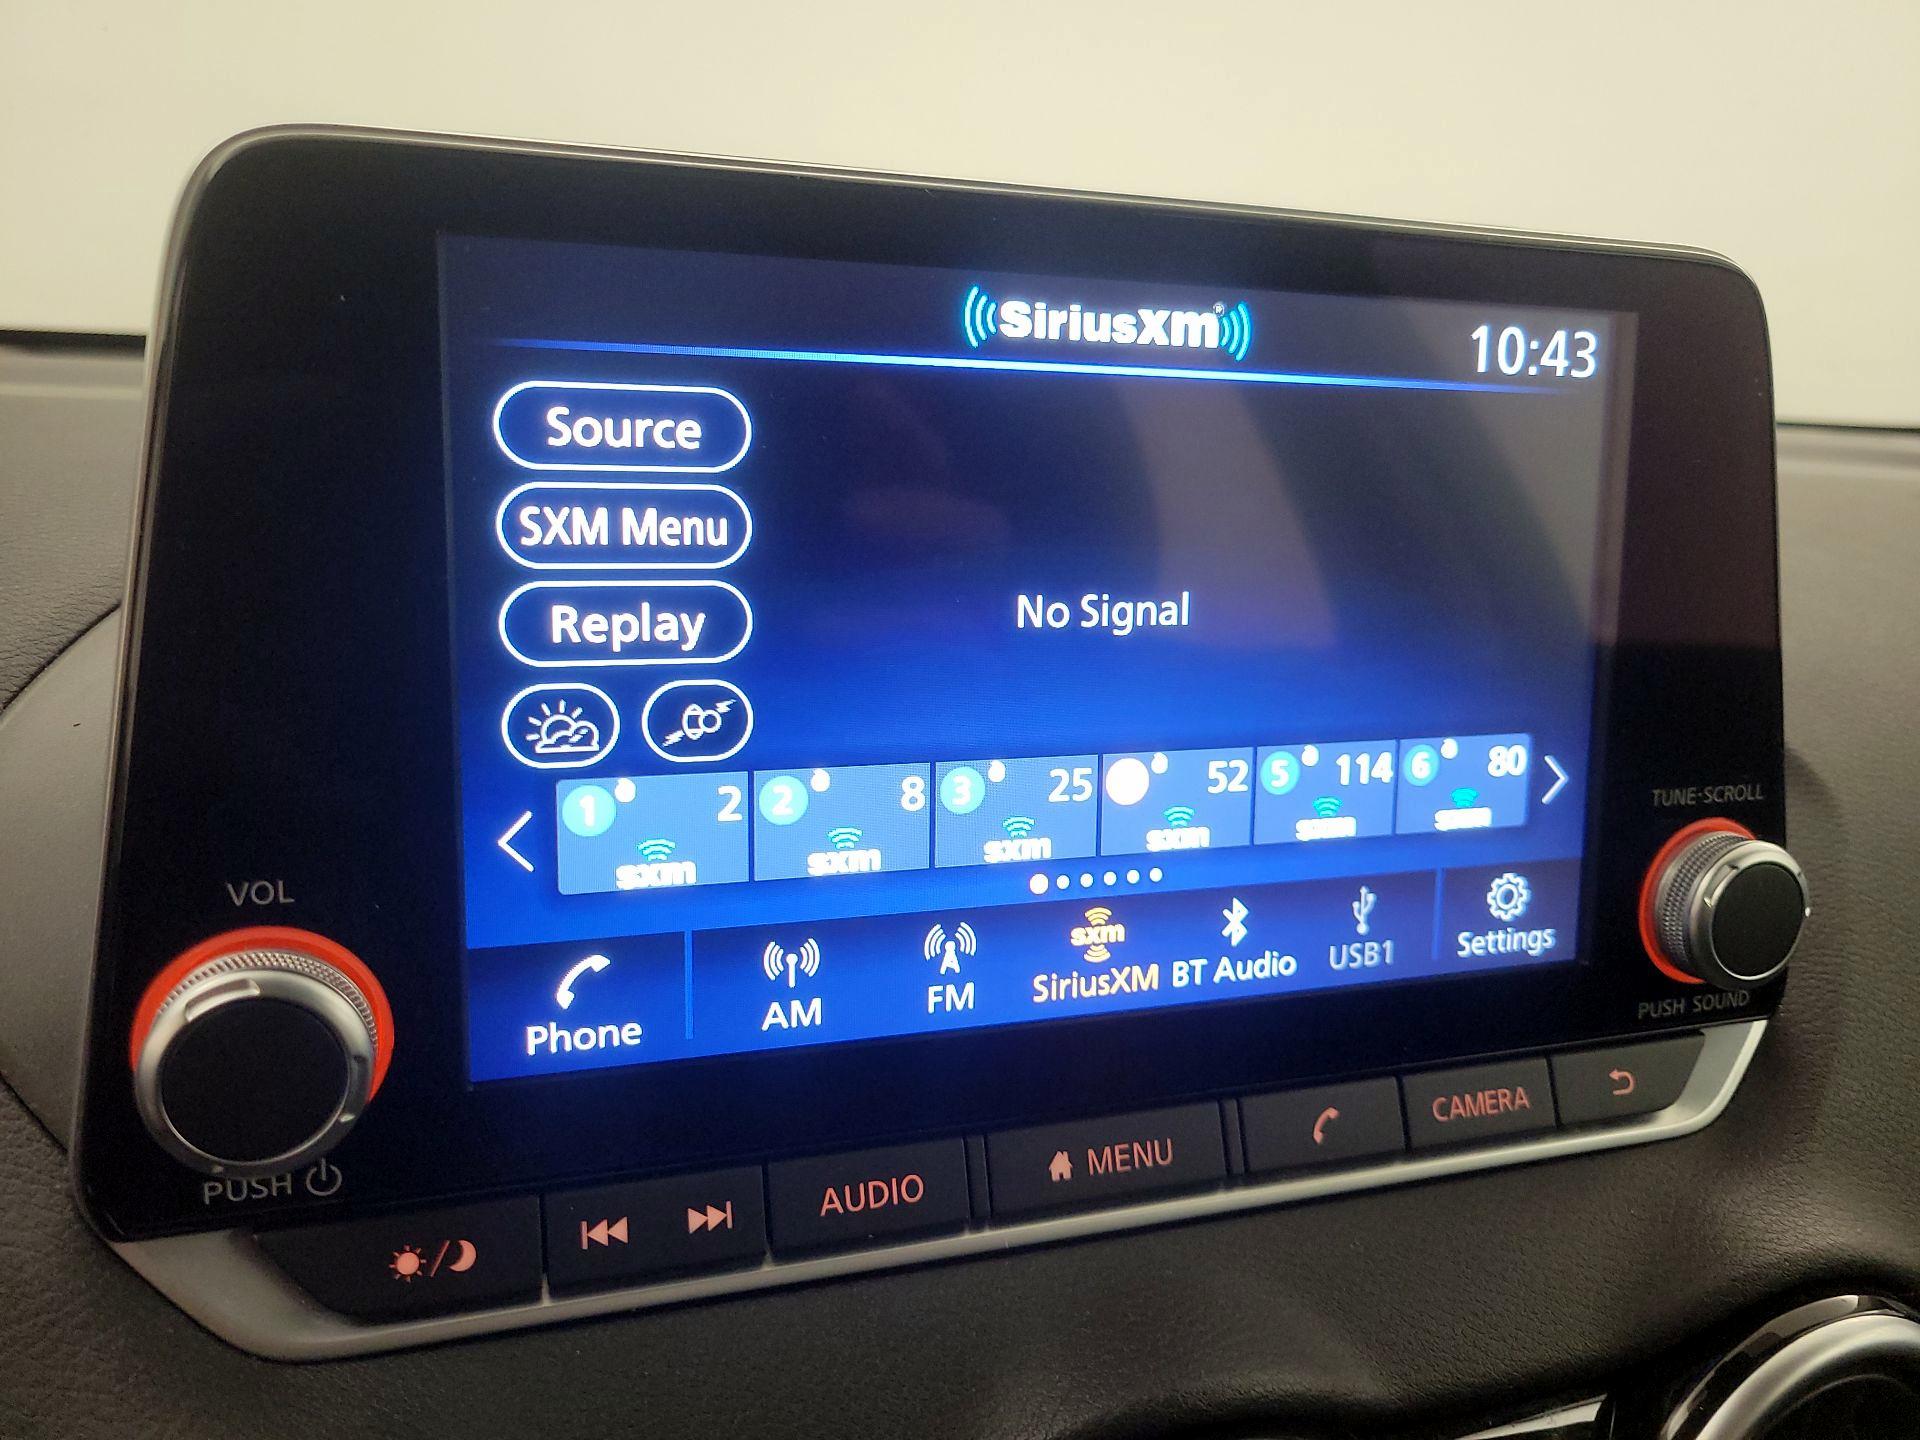 SiriusXm®
10:43
Source
SXM Menu
Replay
No Signal
1 2
2 8
3 25
52
5 114
6 80
sxm sxm sxm sxm sxm sxm
sxm
Phone AM FM SiriusXM BT Audio USB1 Settings
VOL
PUSH
TUNE·SCROLL
PUSH SOUND
AUDIO
MENU
CAMERA